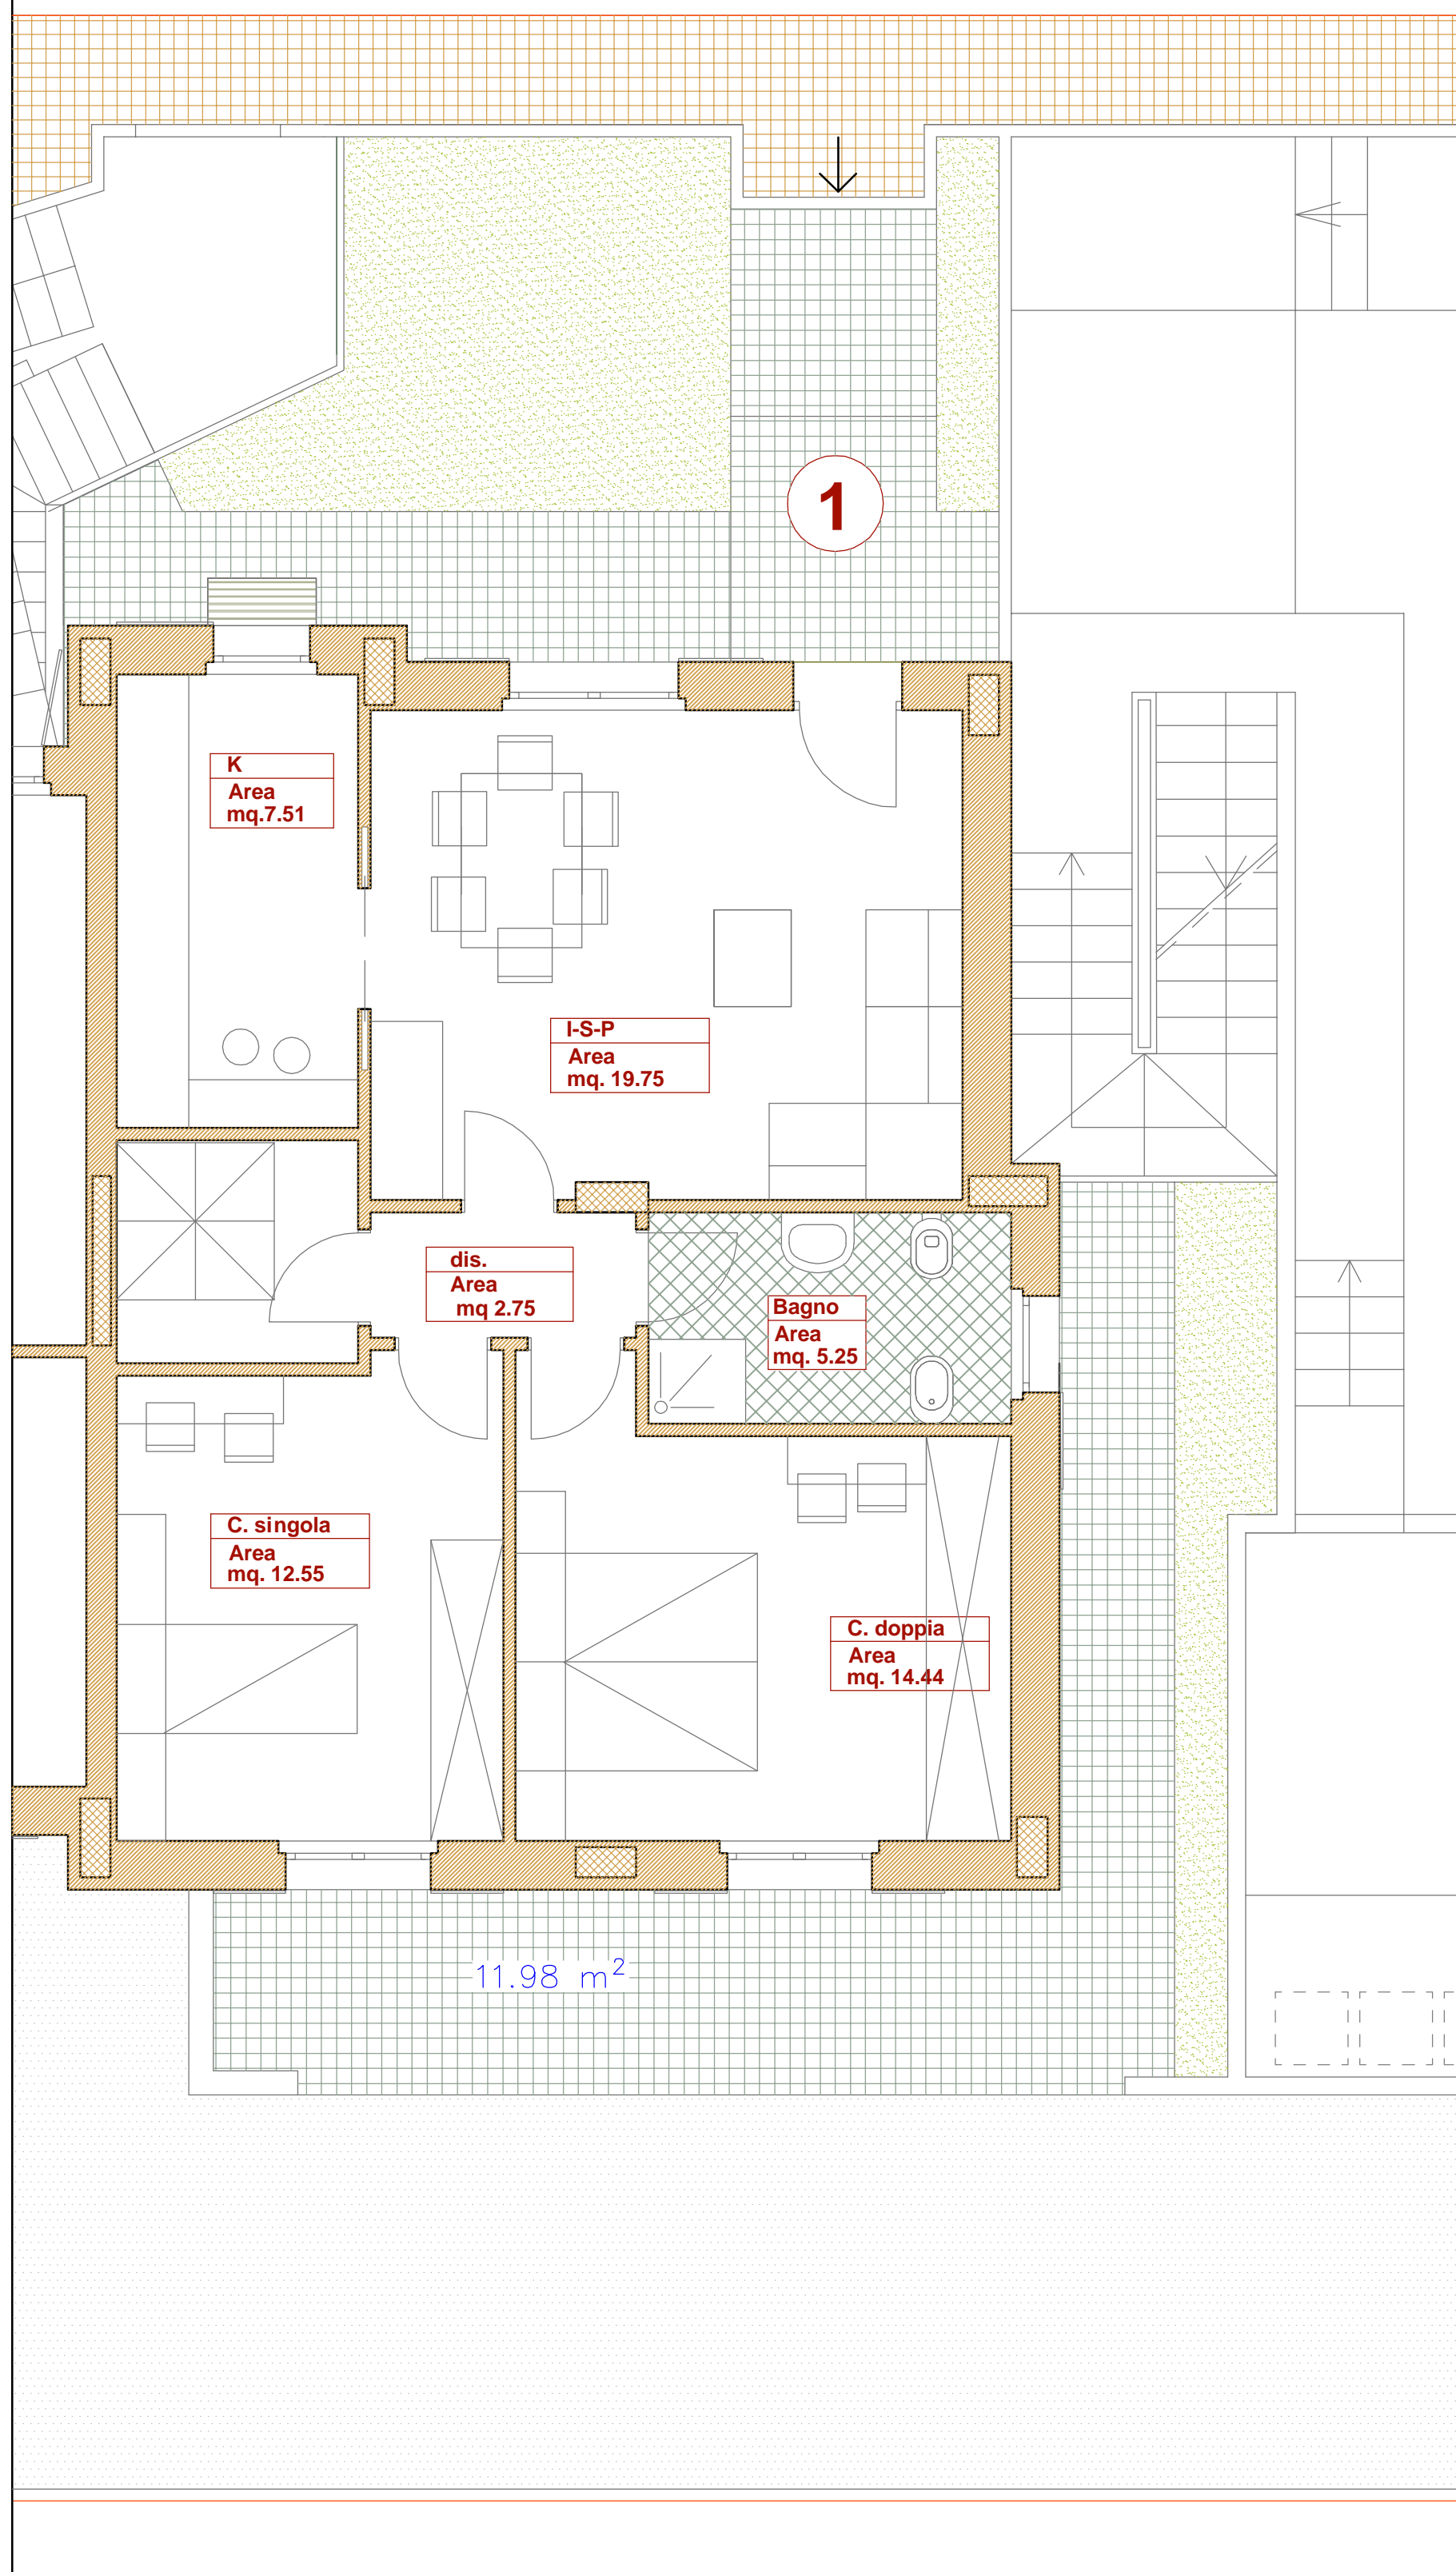 1
K
Area
mq.7.51
I-S-P
Area
mq. 19.75
dis.
Area
mq 2.75
Bagno
Area
mq. 5.25
C. singola
Area
mq. 12.55
C. doppia
Area
mq. 14.44
11.98 m²